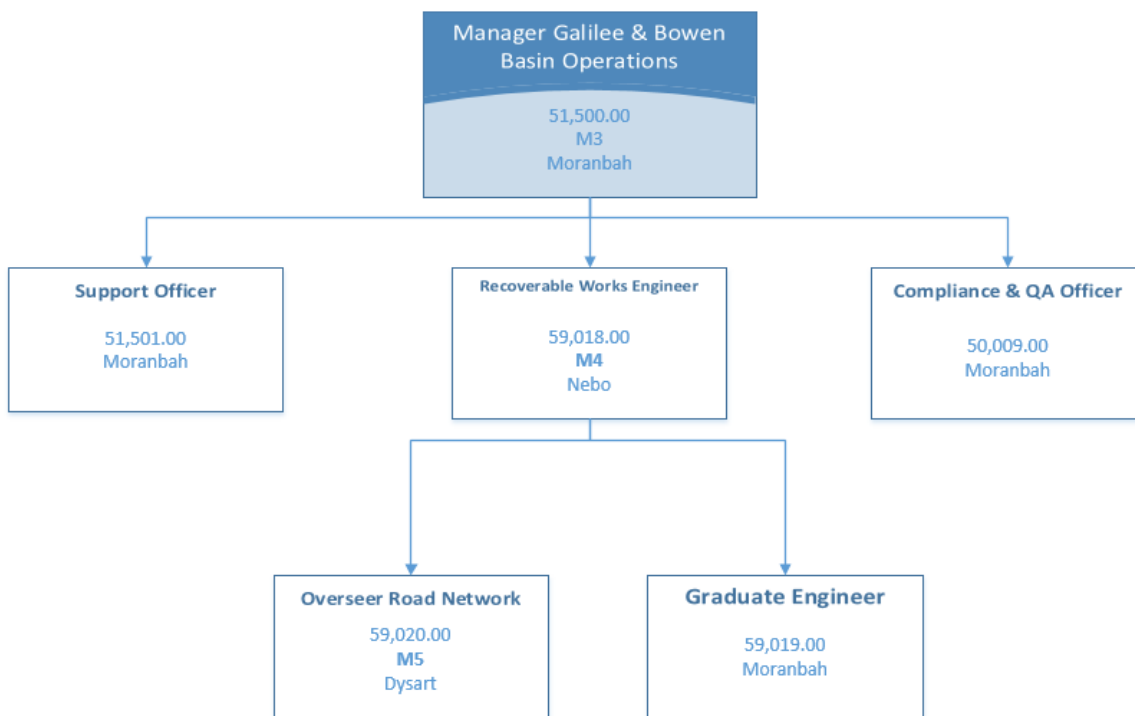 Manager Galilee & Bowen
Basin Operations
51,500.00
M3
Moranbah
Support Officer
51,501.00
Moranbah
Recoverable Works Engineer
59,018.00
M4
Nebo
Compliance & QA Officer
50,009.00
Moranbah
Overseer Road Network
59,020.00
M5
Dysart
Graduate Engineer
59,019.00
Moranbah